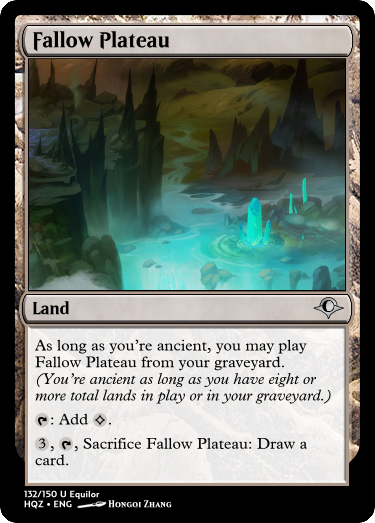 Fallow Plateau
Land
As long as you're ancient, you may play
Fallow Plateau from your graveyard.
(You're ancient as long as you have eight or
more total lands in play or in your graveyard.)
: Add .
3, , Sacrifice Fallow Plateau: Draw a
card.
132/150 U Equilor
HQZ • ENG Hongoi Zhang